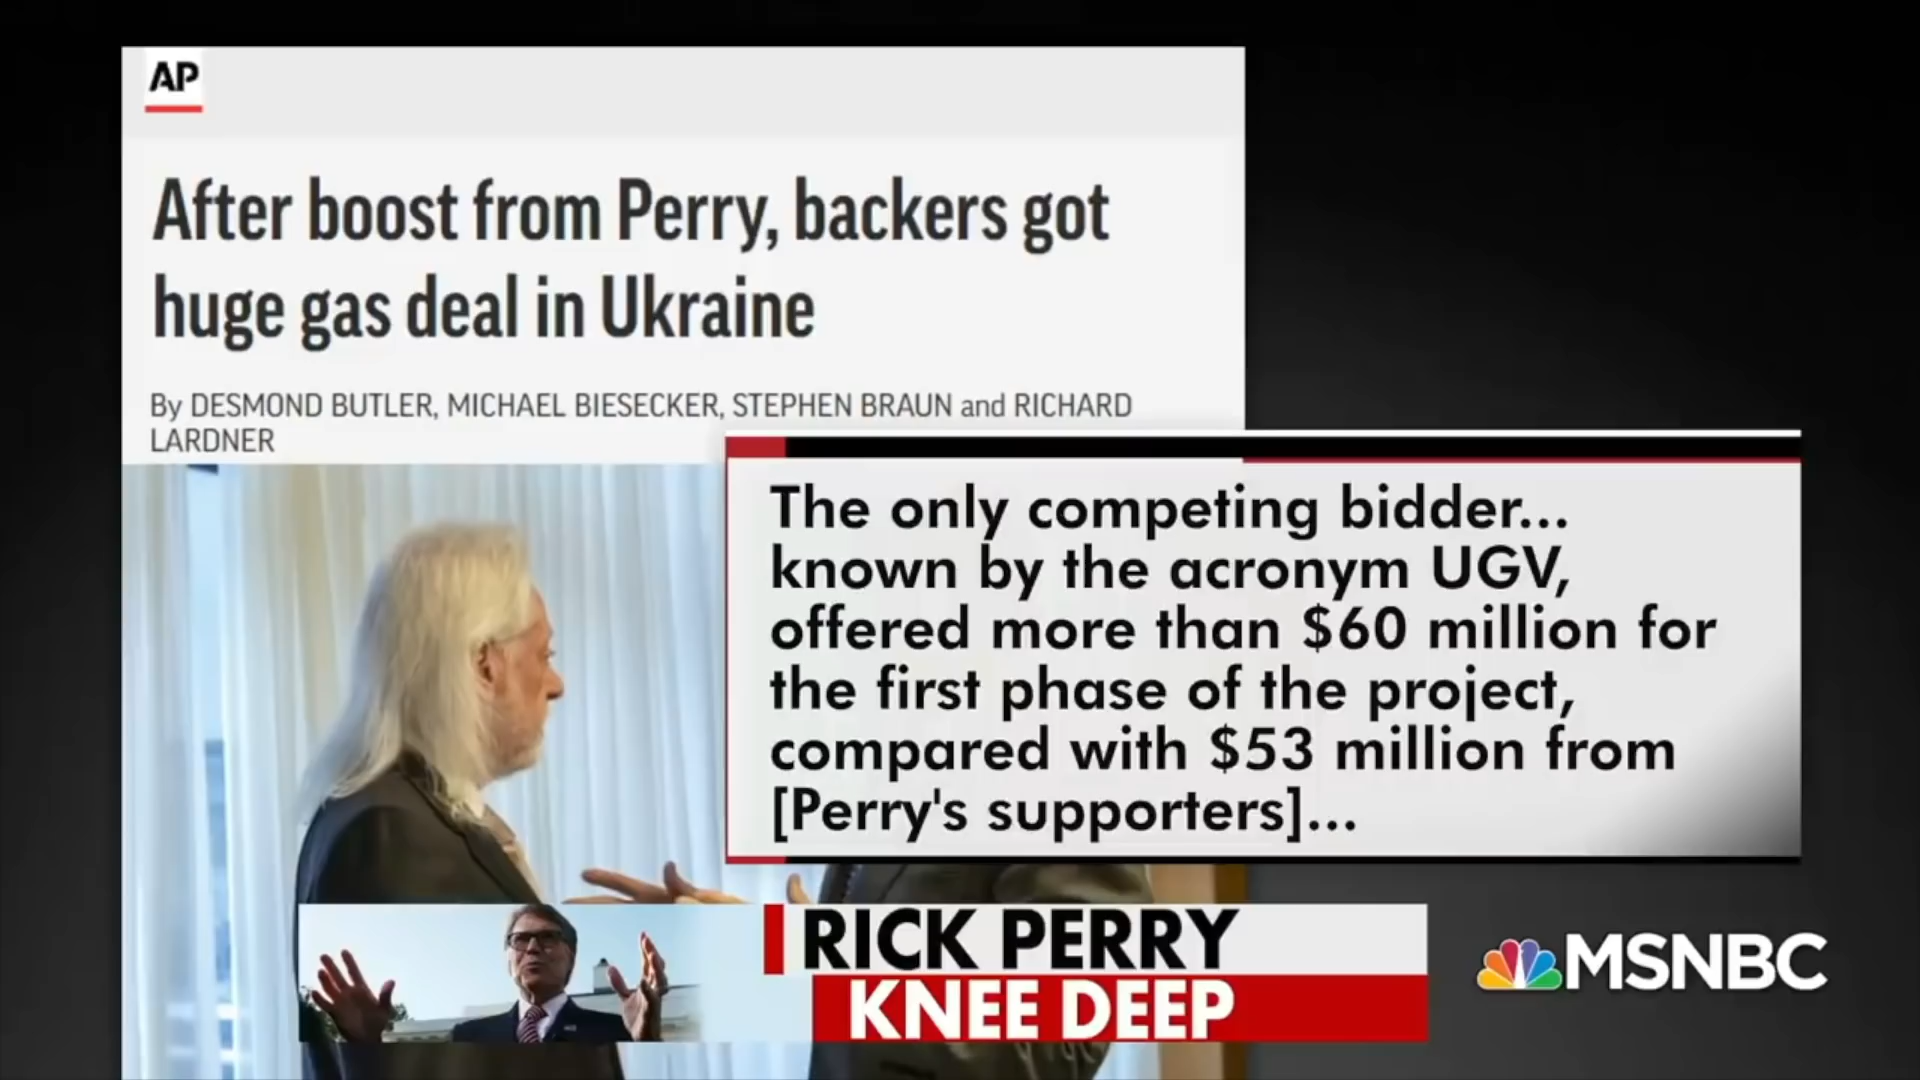 AP
After boost from Perry, backers got
huge gas deal in Ukraine
By DESMOND BUTLER, MICHAEL BIESECKER, STEPHEN BRAUN and RICHARD
LARDNER
The only competing bidder...
known by the acronym UGV,
offered more than $60 million for
the first phase of the project,
compared with $53 million from
[Perry's supporters]...
RICK PERRY
KNEE DEEP
MSNBC